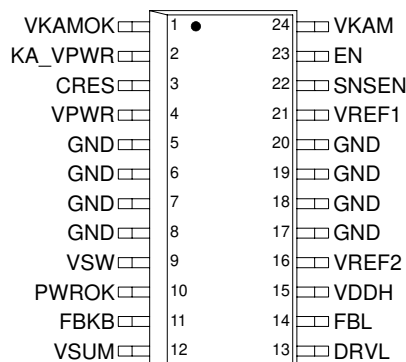 VKAMOK 1 24 VKAM
KA_VPWR 2 23 EN
CRES 3 22 SNSEN
VPWR 4 21 VREF1
GND 5 20 GND
GND 6 19 GND
GND 7 18 GND
GND 8 17 GND
VSW 9 16 VREF2
PWROK 10 15 VDDH
FBKB 11 14 FBL
VSUM 12 13 DRVL